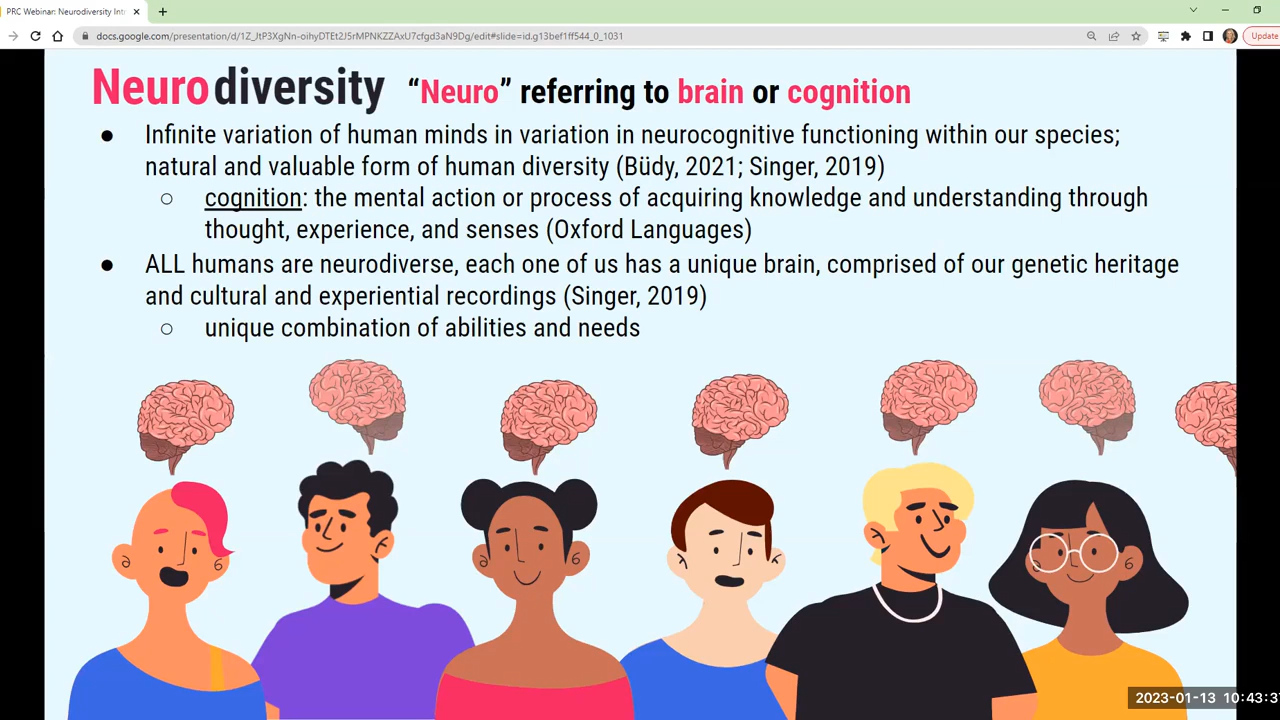 PRC Webinar: Neurodiversity Int
docs.google.com/presentation/d/1Z_JtP3XgNn-oihyDTEt2J5rMPNKZZAxU7cfgd3aN9Dg/edit#slide=id.g13bef1ff544_0_1031
Update
Neurodiversity “Neuro” referring to brain or cognition
● Infinite variation of human minds in variation in neurocognitive functioning within our species;
natural and valuable form of human diversity (Büdy, 2021; Singer, 2019)
○ cognition: the mental action or process of acquiring knowledge and understanding through
thought, experience, and senses (Oxford Languages)
● ALL humans are neurodiverse, each one of us has a unique brain, comprised of our genetic heritage
and cultural and experiential recordings (Singer, 2019)
○ unique combination of abilities and needs
2023-01-13 10:43:3